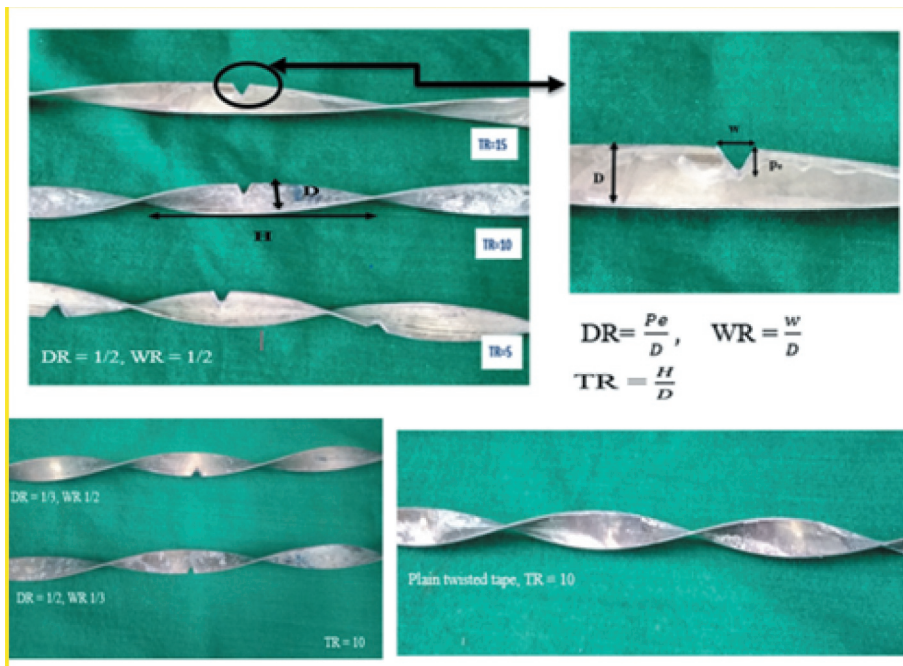 TR=15
D
H
TR=10
DR = 1/2, WR = 1/2
TR=5
w
D
Pe
DR= Pe/D, WR = w/D
TR = H/D
DR = 1/3, WR 1/2
DR = 1/2, WR 1/3
TR = 10
Plain twisted tape, TR = 10